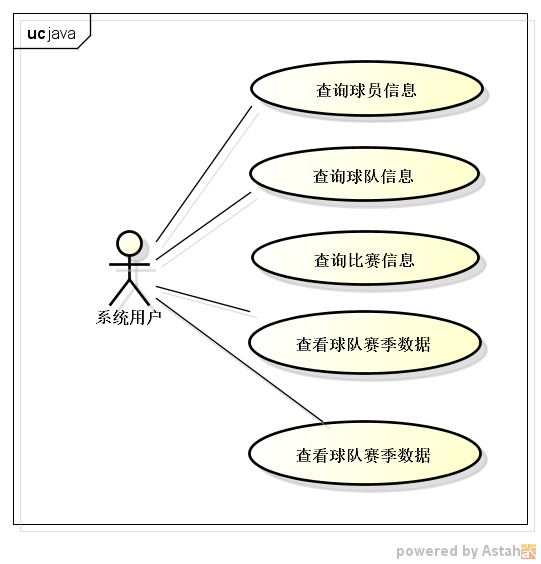 uc java
查询球员信息
查询球队信息
查询比赛信息
系统用户
查看球队赛季数据
查看球队赛季数据
powered by Astah